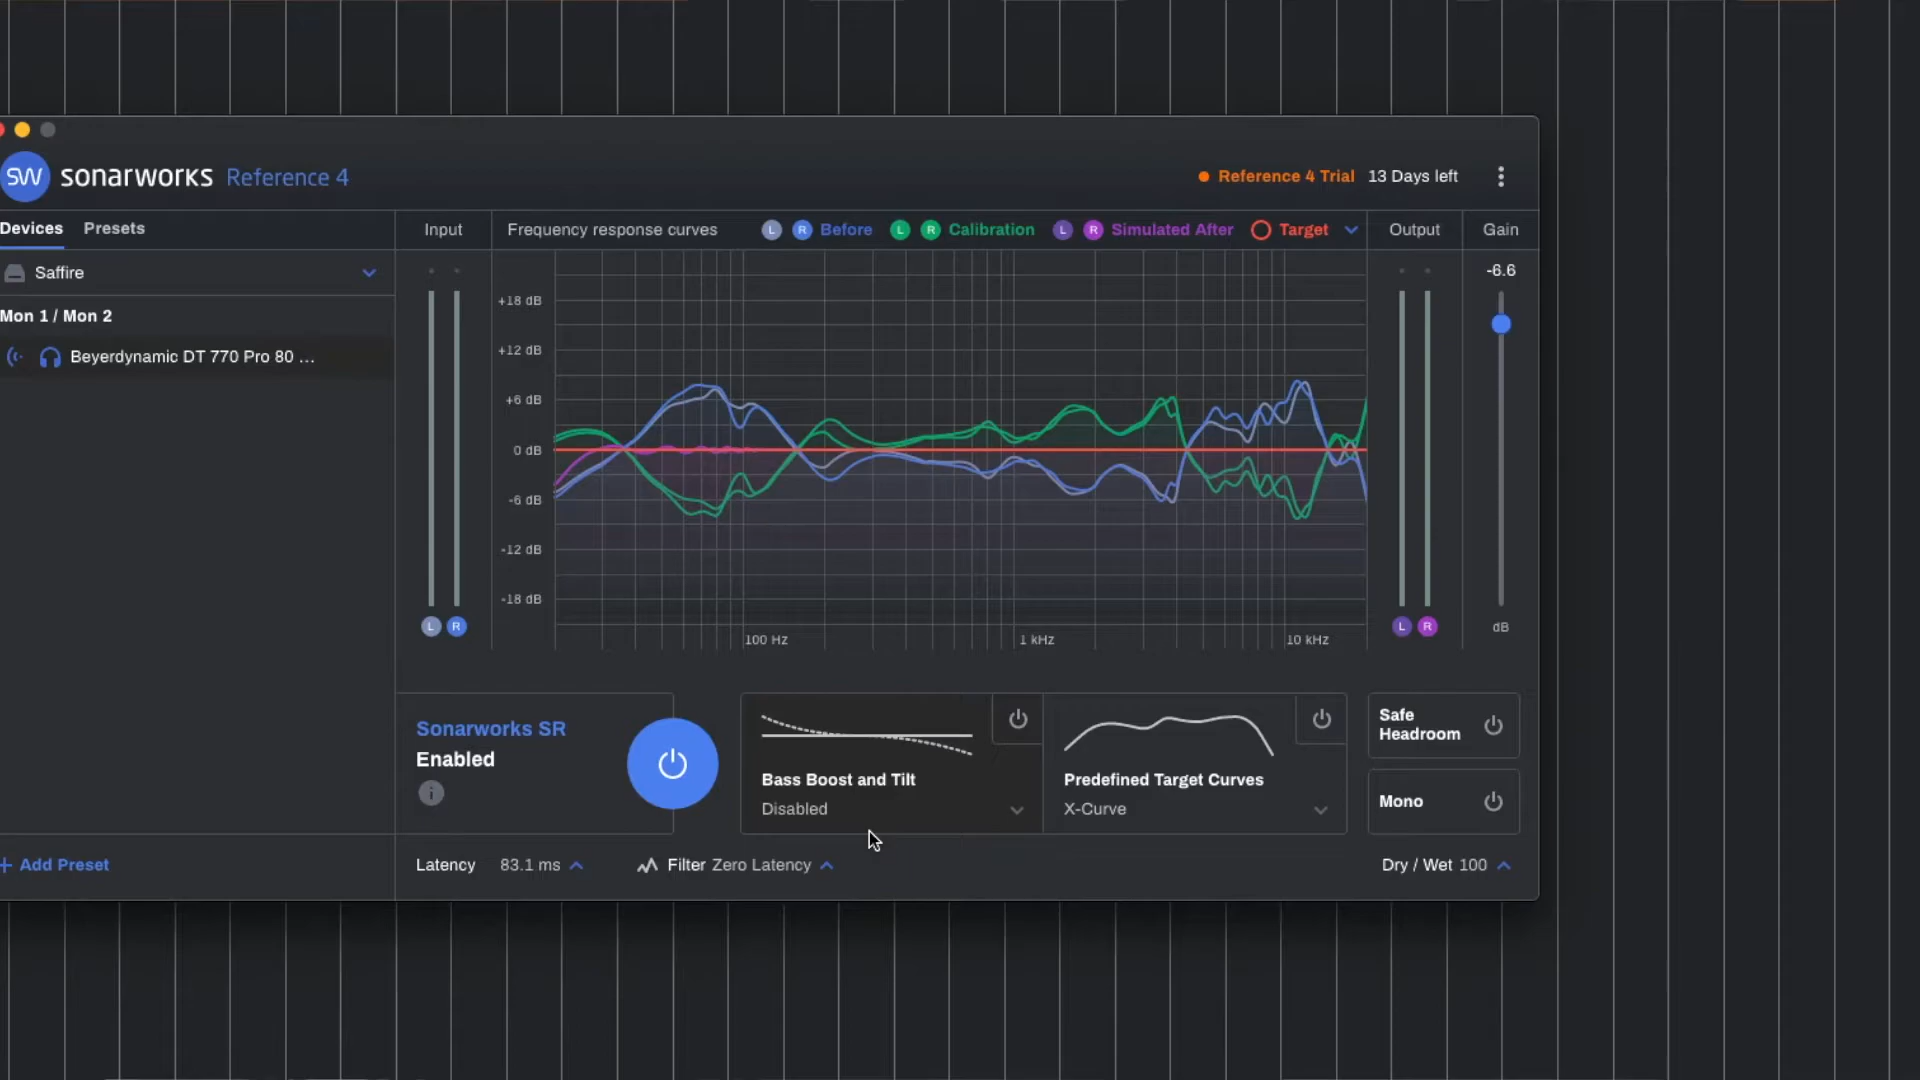 SW sonarworks Reference 4
Reference 4 Trial 13 Days left
Devices Presets
Input
Frequency response curves L R Before L R Calibration L R Simulated After Target
Output
Gain
Saffire
-6.6
Mon 1 / Mon 2
Beyerdynamic DT 770 Pro 80 ...
+18 dB
+12 dB
+6 dB
0 dB
-6 dB
-12 dB
-18 dB
100 Hz 1 kHz 10 kHz
L R
L R
dB
Sonarworks SR
Enabled
i
Bass Boost and Tilt
Disabled
Predefined Target Curves
X-Curve
Safe
Headroom
Mono
+ Add Preset
Latency 83.1 ms
Filter Zero Latency
Dry / Wet 100